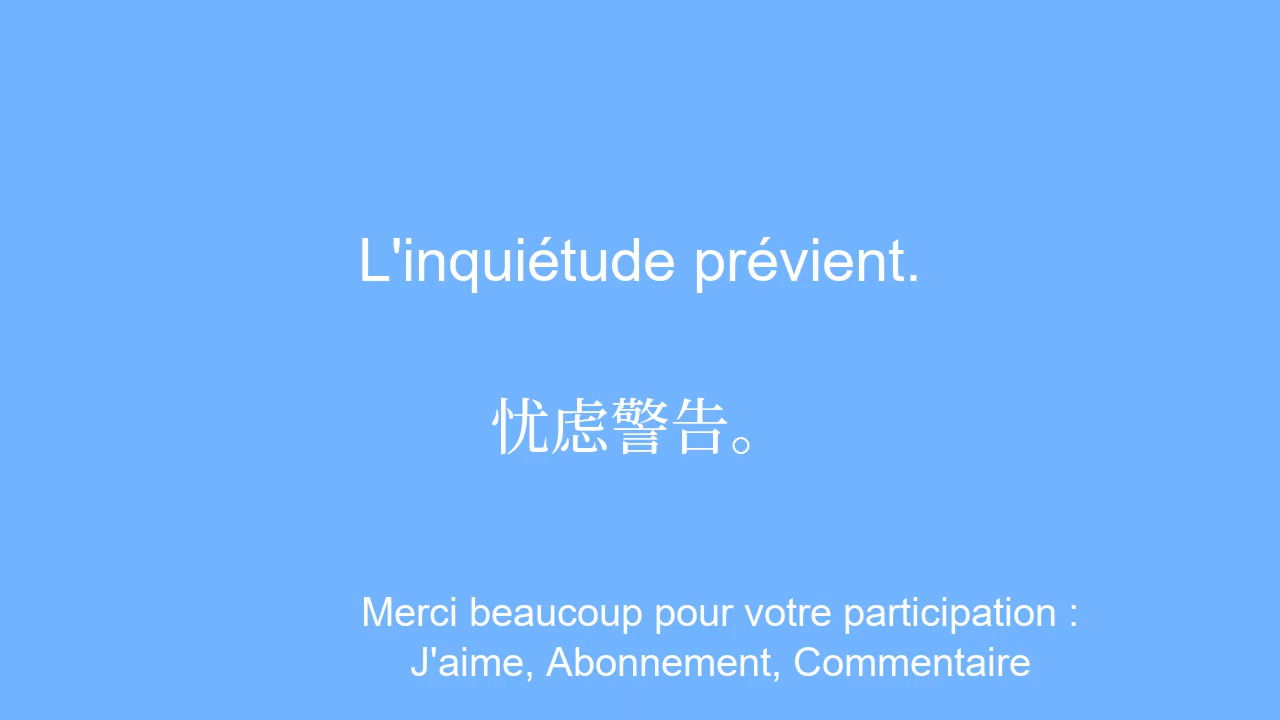 L'inquiétude prévient.
忧虑警告。
Merci beaucoup pour votre participation :
J'aime, Abonnement, Commentaire